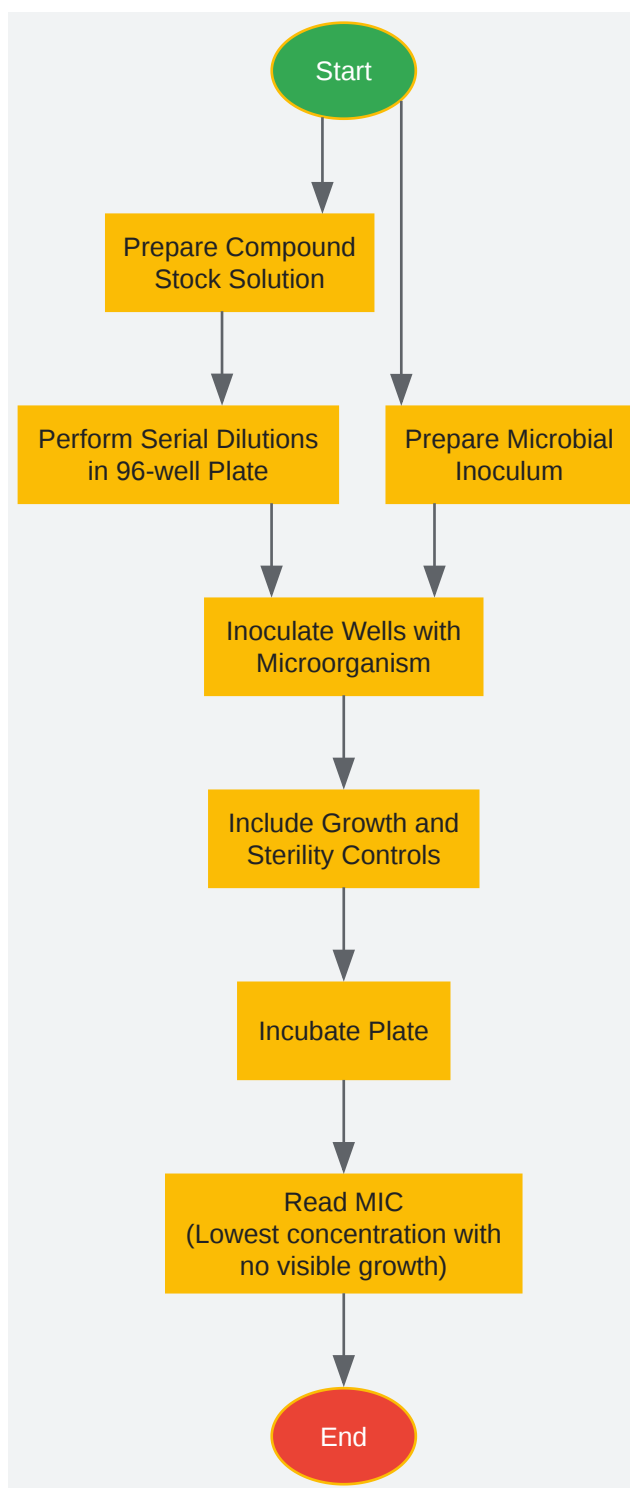 Start
Prepare Compound
Stock Solution
Perform Serial Dilutions
in 96-well Plate
Prepare Microbial
Inoculum
Inoculate Wells with
Microorganism
Include Growth and
Sterility Controls
Incubate Plate
Read MIC
(Lowest concentration with
no visible growth)
End